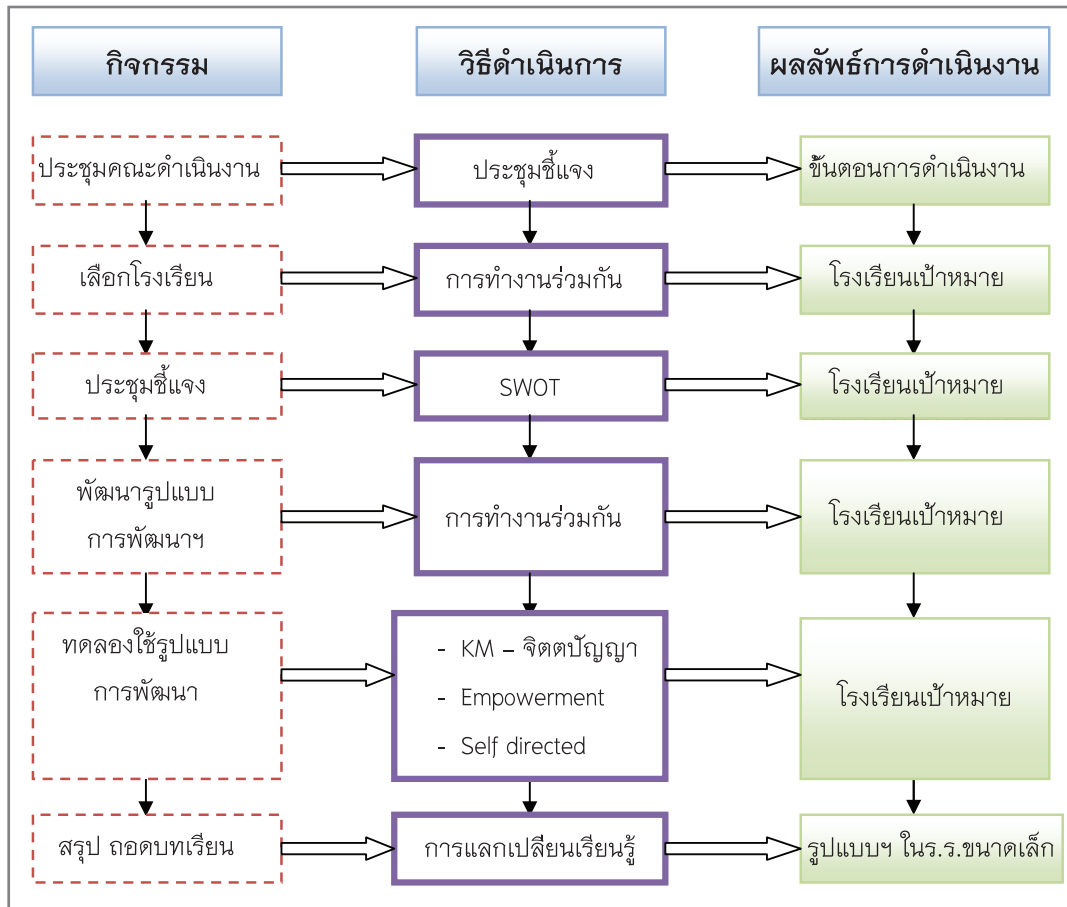 กิจกรรม
วิธีดำเนินการ
ผลลัพธ์การดำเนินงาน
ประชุมคณะดำเนินงาน
ประชุมชี้แจง
ขั้นตอนการดำเนินงาน
เลือกโรงเรียน
การทำงานร่วมกัน
โรงเรียนเป้าหมาย
ประชุมชี้แจง
SWOT
โรงเรียนเป้าหมาย
พัฒนารูปแบบ
การพัฒนาฯ
การทำงานร่วมกัน
โรงเรียนเป้าหมาย
ทดลองใช้รูปแบบ
การพัฒนา
- KM – จิตตปัญญา
- Empowerment
- Self directed
โรงเรียนเป้าหมาย
สรุป ถอดบทเรียน
การแลกเปลี่ยนเรียนรู้
รูปแบบฯ ในร.ร.ขนาดเล็ก